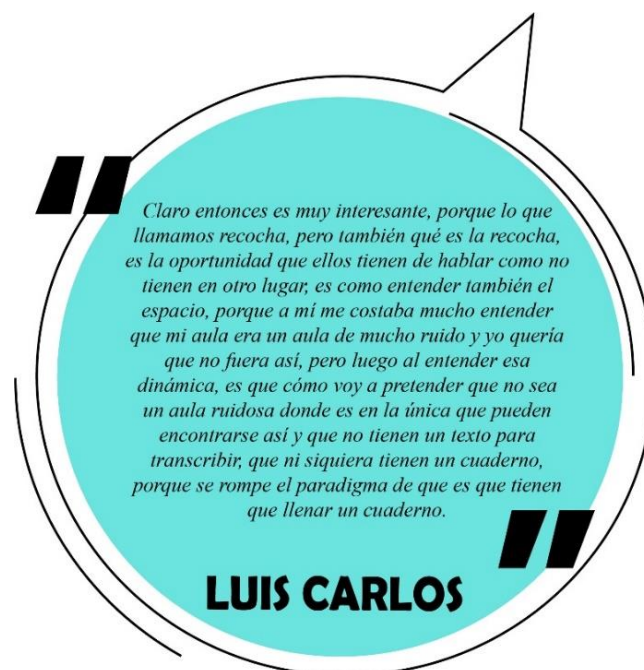 Claro entonces es muy interesante, porque lo que
llamamos recocha, pero también qué es la recocha,
es la oportunidad que ellos tienen de hablar como no
tienen en otro lugar, es como entender también el
espacio, porque a mí me costaba mucho entender
que mi aula era un aula de mucho ruido y yo quería
que no fuera así, pero luego al entender esa
dinámica, es que cómo voy a pretender que no sea
un aula ruidosa donde es en la única que pueden
encontrarse así y que no tienen un texto para
transcribir, que ni siquiera tienen un cuaderno,
porque se rompe el paradigma de que es que tienen
que llenar un cuaderno.
LUIS CARLOS